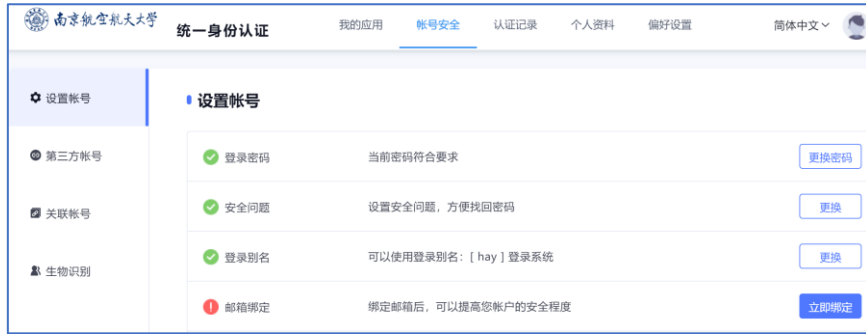 南京航空航天大学 统一身份认证 我的应用 帐号安全 认证记录 个人资料 偏好设置 简体中文
设置帐号
第三方帐号
关联帐号
生物识别
设置帐号
登录密码 当前密码符合要求 更换密码
安全问题 设置安全问题，方便找回密码 更换
登录别名 可以使用登录别名：[ hay ] 登录系统 更换
邮箱绑定 绑定邮箱后，可以提高您帐户的安全程度 立即绑定